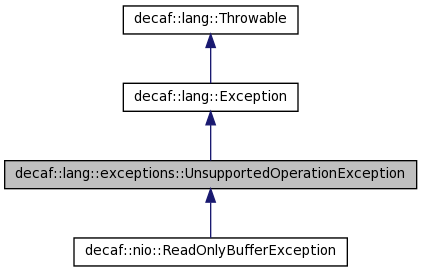 decaf::lang::Throwable
decaf::lang::Exception
decaf::lang::exceptions::UnsupportedOperationException
decaf::nio::ReadOnlyBufferException